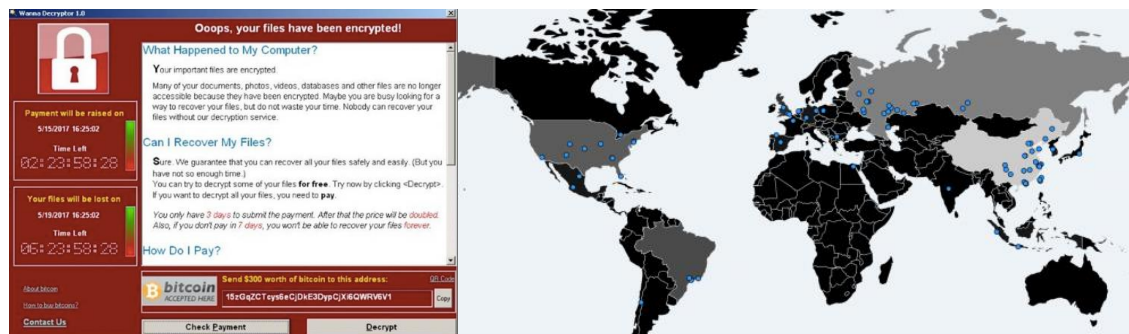 Wanna Decryptor 1.0
Ooops, your files have been encrypted!
Payment will be raised on
5/15/2017 16:25:02
Time Left
02:23:58:28
Your files will be lost on
5/19/2017 16:25:02
Time Left
06:23:58:28
About bitcoin
How to buy bitcoins?
Contact Us
What Happened to My Computer?
Your important files are encrypted.
Many of your documents, photos, videos, databases and other files are no longer
accessible because they have been encrypted. Maybe you are busy looking for a
way to recover your files, but do not waste your time. Nobody can recover your
files without our decryption service.
Can I Recover My Files?
Sure. We guarantee that you can recover all your files safely and easily. (But you
have not so enough time.)
You can try to decrypt some of your files for free. Try now by clicking <Decrypt>.
If you want to decrypt all your files, you need to pay.
You only have 3 days to submit the payment. After that the price will be doubled.
Also, if you don't pay in 7 days, you won't be able to recover your files forever.
How Do I Pay?
bitcoin
ACCEPTED HERE
Send $300 worth of bitcoin to this address:
QR Code
15zGqZCTcys6eCjDkE3DypCjXi6QWRV6V1
Copy
Check Payment
Decrypt